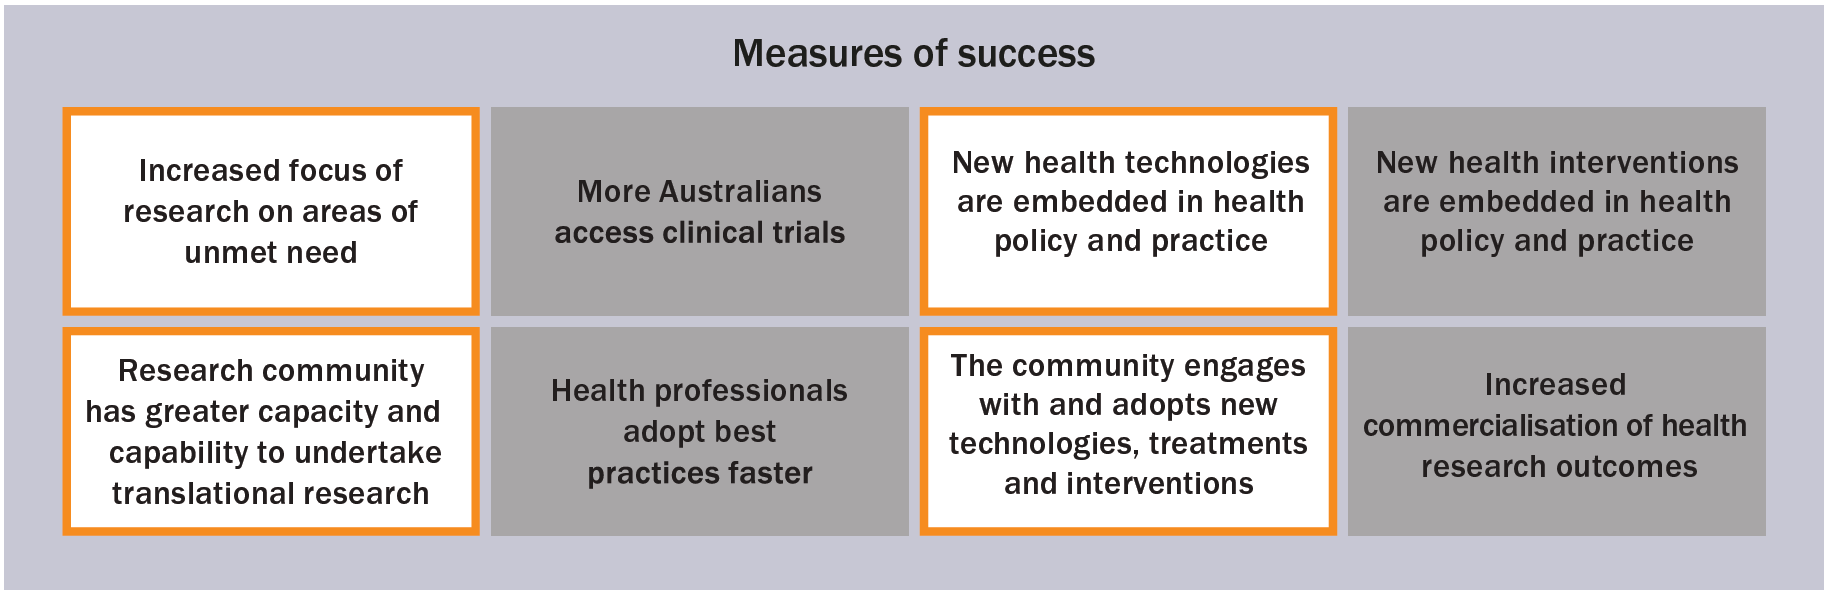 Measures of success
Increased focus of
research on areas of
unmet need
More Australians
access clinical trials
New health technologies
are embedded in health
policy and practice
New health interventions
are embedded in health
policy and practice
Research community
has greater capacity and
capability to undertake
translational research
Health professionals
adopt best
practices faster
The community engages
with and adopts new
technologies, treatments
and interventions
Increased
commercialisation of health
research outcomes